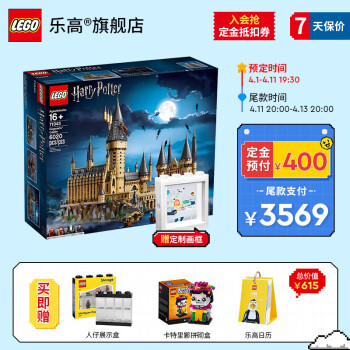 LEGO 乐高®旗舰店
入会抢
定金抵扣券
7 天保价
预定时间
4.1-4.11 19:30
尾款时间
4.11 20:00-4.13 20:00
LEGO
Harry Potter
16+
71043
6020
pcs/pzs
定金
预付
¥400
尾款支付
¥3569
赠定制画框
买
即
赠
人仔展示盒
卡特里娜拼砌盒
乐高日历
总价值
¥615